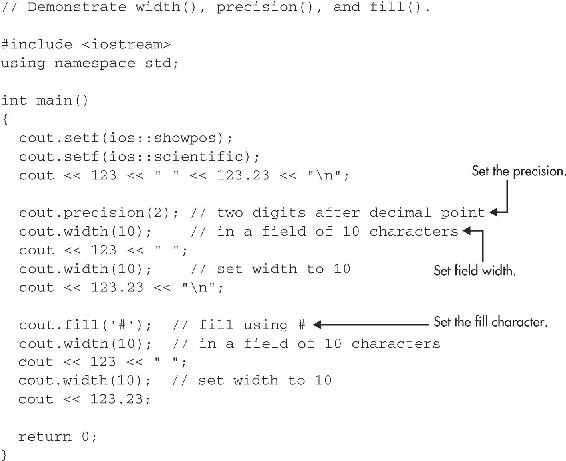 // Demonstrate width(), precision(), and fill().

#include <iostream>
using namespace std;

int main()
{
  cout.setf(ios::showpos);
  cout.setf(ios::scientific);
  cout << 123 << " " << 123.23 << "\n";
Set the precision.

  cout.precision(2); // two digits after decimal point
  cout.width(10);    // in a field of 10 characters
  cout << 123 << " ";
  cout.width(10);    // set width to 10
Set field width.
  cout << 123.23 << "\n";

  cout.fill('#');  // fill using #
Set the fill character.
  cout.width(10);  // in a field of 10 characters
  cout << 123 << " ";
  cout.width(10);  // set width to 10
  cout << 123.23;

  return 0;
}